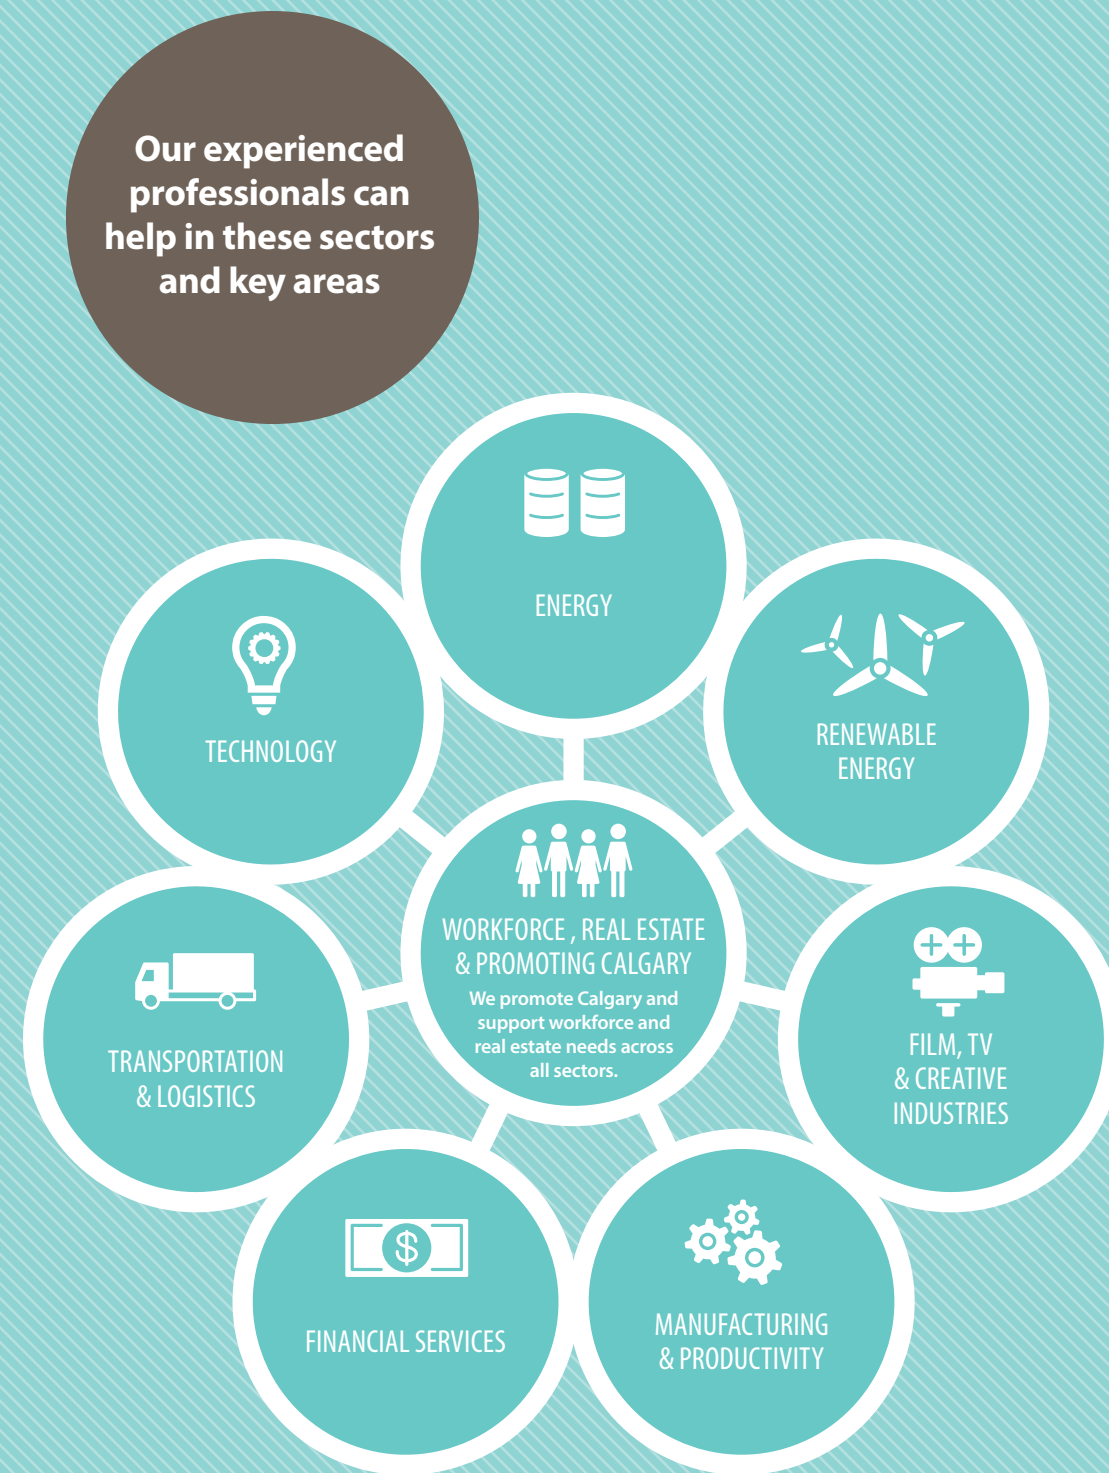 Our experienced
professionals can
help in these sectors
and key areas
ENERGY
TECHNOLOGY
RENEWABLE
ENERGY
WORKFORCE , REAL ESTATE
& PROMOTING CALGARY
We promote Calgary and
support workforce and
real estate needs across
all sectors.
TRANSPORTATION
& LOGISTICS
FILM, TV
& CREATIVE
INDUSTRIES
$
FINANCIAL SERVICES
MANUFACTURING
& PRODUCTIVITY